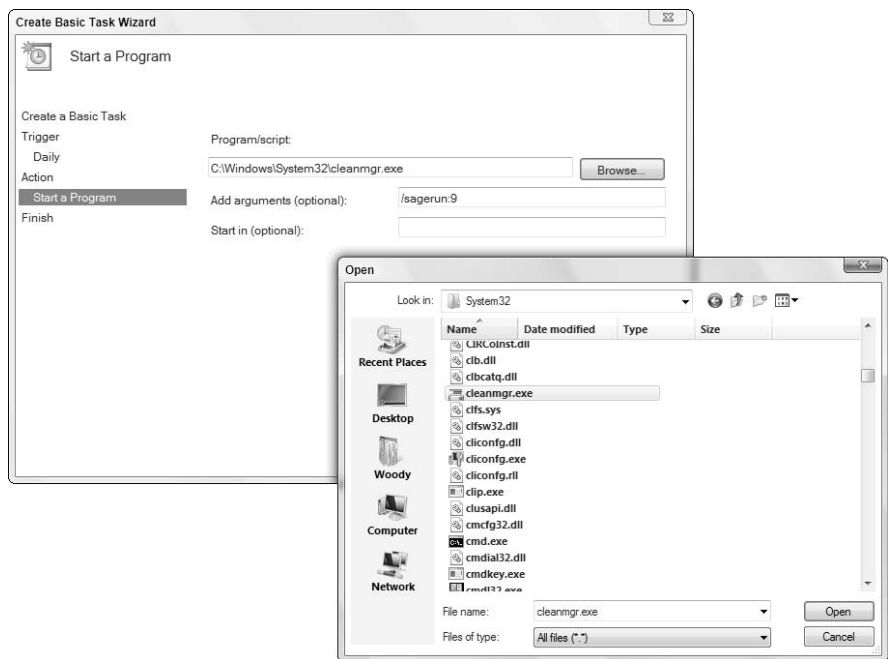 Create Basic Task Wizard
Start a Program
Create a Basic Task
Trigger
Daily
Action
Start a Program
Finish
Program/script:
C:\Windows\System32\cleanmgr.exe
Browse...
Add arguments (optional):
/sagerun:9
Start in (optional):
Open
Look in:
System32
Name
Date modified
Type
Size
Recent Places
Desktop
Woody
Computer
Network
CIRCoInst.dll
clb.dll
clbcatq.dll
cleanmgr.exe
clfs.sys
clfsw32.dll
cliconfg.dll
cliconfg.exe
cliconfg.rll
clip.exe
clusapi.dll
cmcfg32.dll
cmd.exe
cmdial32.dll
cmdkey.exe
cmdl32.exe
File name:
cleanmgr.exe
Open
Files of type:
All files (*.*)
Cancel